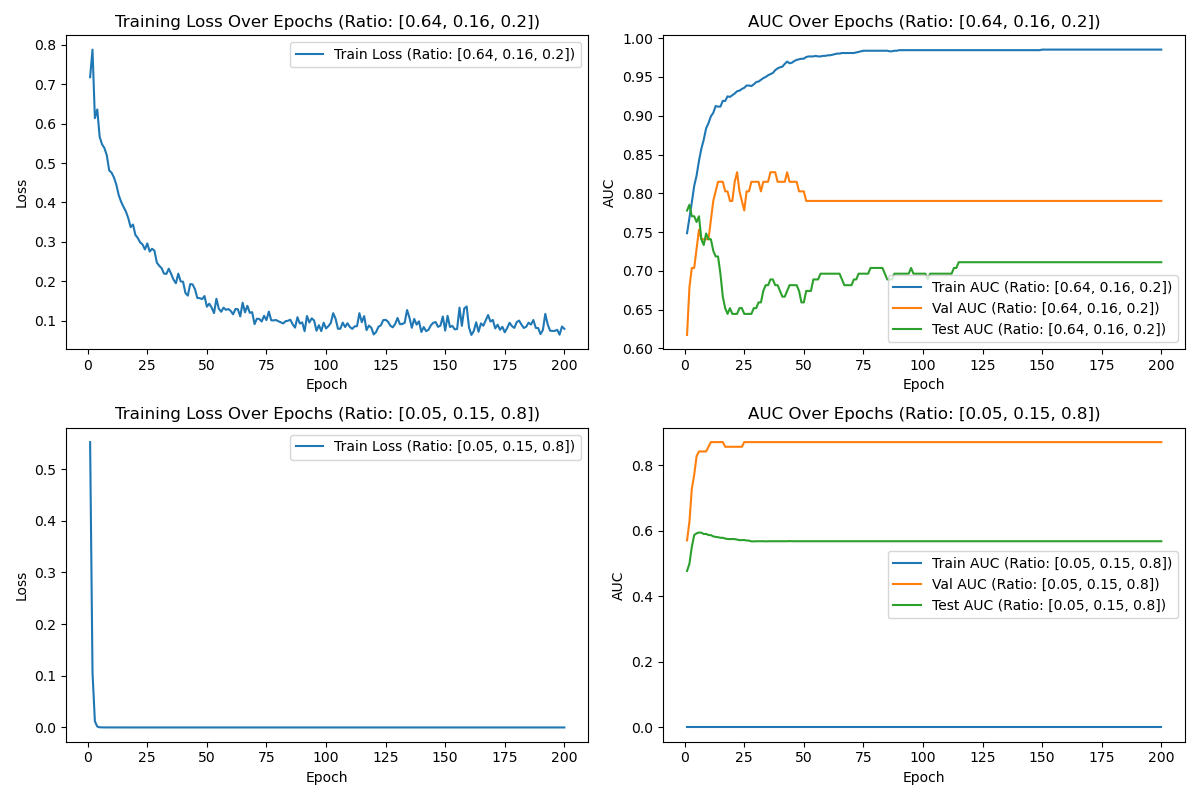 Training Loss Over Epochs (Ratio: [0.64, 0.16, 0.2])
Train Loss (Ratio: [0.64, 0.16, 0.2])
0.8
0.7
0.6
0.5
0.4
0.3
0.2
0.1
Loss
0 25 50 75 100 125 150 175 200
Epoch
AUC Over Epochs (Ratio: [0.64, 0.16, 0.2])
1.00
0.95
0.90
0.85
0.80
0.75
0.70
0.65
0.60
AUC
Train AUC (Ratio: [0.64, 0.16, 0.2])
Val AUC (Ratio: [0.64, 0.16, 0.2])
Test AUC (Ratio: [0.64, 0.16, 0.2])
0 25 50 75 100 125 150 175 200
Epoch
Training Loss Over Epochs (Ratio: [0.05, 0.15, 0.8])
Train Loss (Ratio: [0.05, 0.15, 0.8])
0.5
0.4
0.3
0.2
0.1
0.0
Loss
0 25 50 75 100 125 150 175 200
Epoch
AUC Over Epochs (Ratio: [0.05, 0.15, 0.8])
0.8
0.6
0.4
0.2
0.0
AUC
Train AUC (Ratio: [0.05, 0.15, 0.8])
Val AUC (Ratio: [0.05, 0.15, 0.8])
Test AUC (Ratio: [0.05, 0.15, 0.8])
0 25 50 75 100 125 150 175 200
Epoch